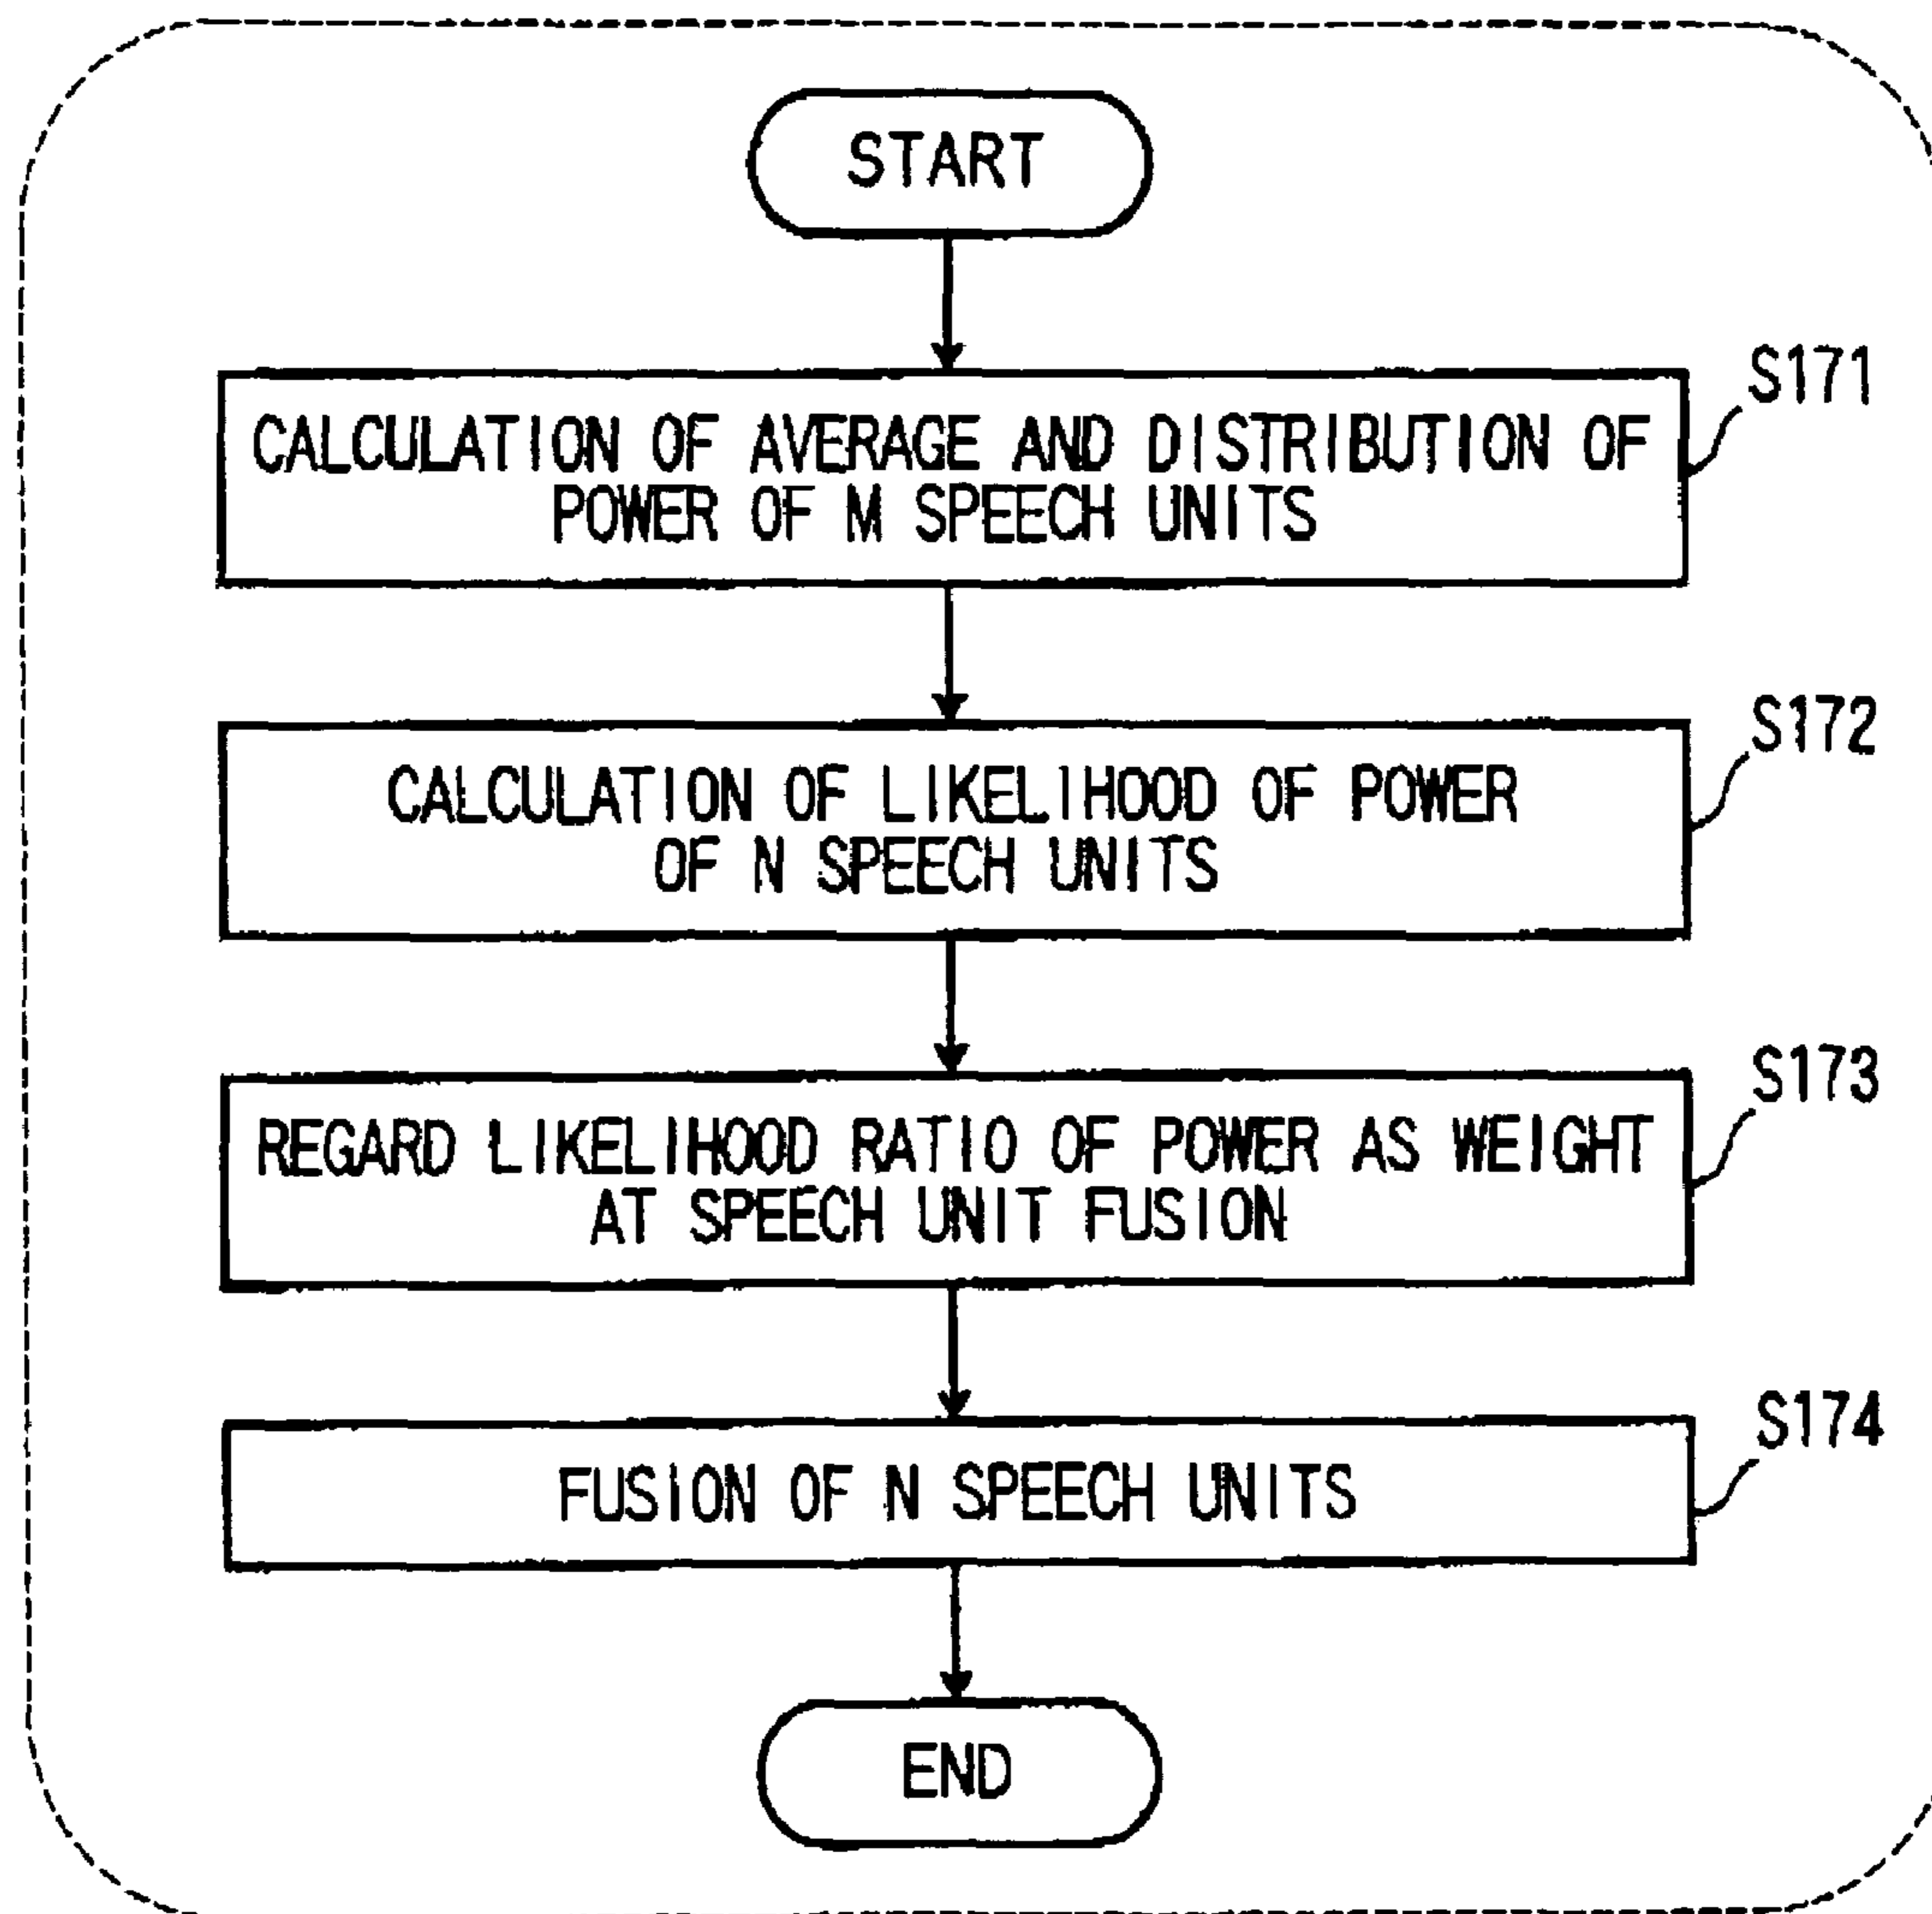 START
S171
CALCULATION OF AVERAGE AND DISTRIBUTION OF
POWER OF M SPEECH UNITS
S172
CALCULATION OF LIKELIHOOD OF POWER
OF N SPEECH UNITS
S173
REGARD LIKELIHOOD RATIO OF POWER AS WEIGHT
AT SPEECH UNIT FUSION
S174
FUSION OF N SPEECH UNITS
END